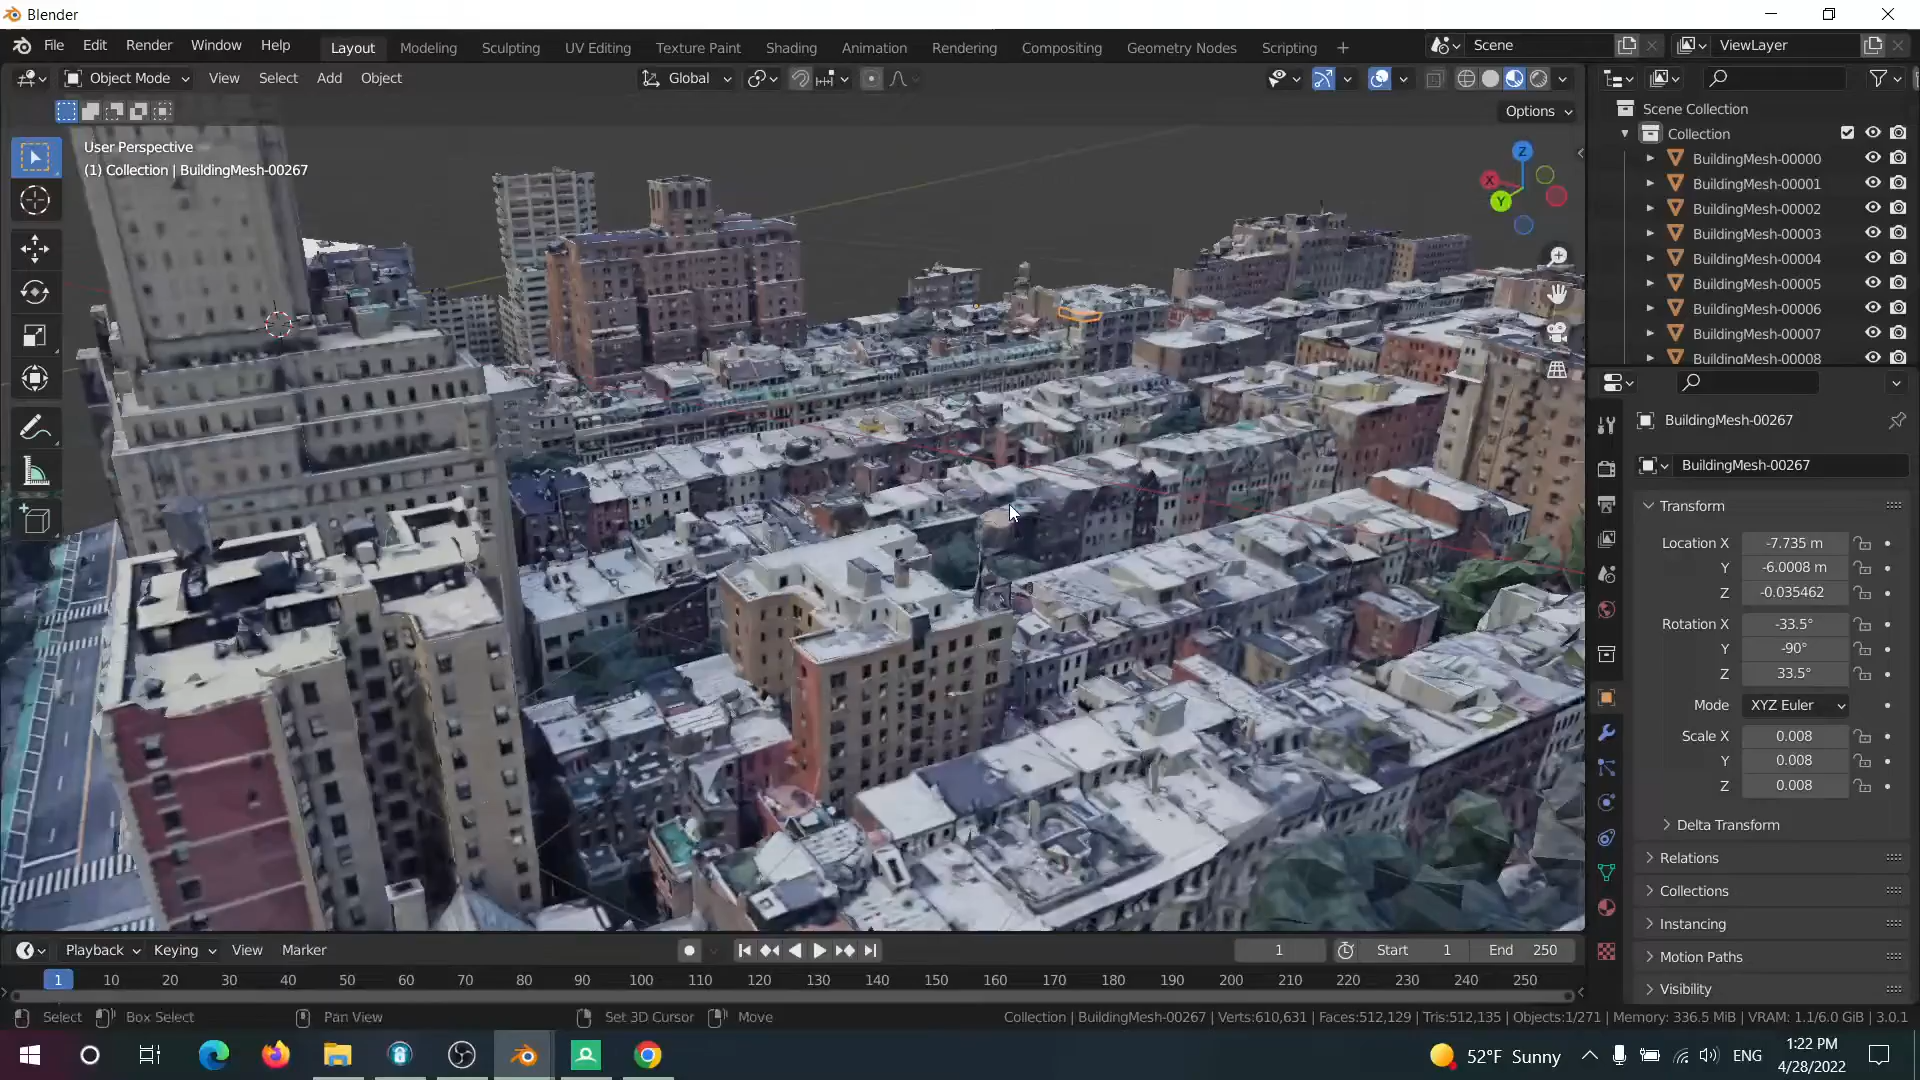 Blender
File Edit Render Window Help Layout Modeling Sculpting UV Editing Texture Paint Shading Animation Rendering Compositing Geometry Nodes Scripting + Scene ViewLayer
Object Mode View Select Add Object Global
Options
User Perspective
(1) Collection | BuildingMesh-00267
Z
X
Y
Scene Collection
Collection
BuildingMesh-00000
BuildingMesh-00001
BuildingMesh-00002
BuildingMesh-00003
BuildingMesh-00004
BuildingMesh-00005
BuildingMesh-00006
BuildingMesh-00007
BuildingMesh-00008
BuildingMesh-00267
BuildingMesh-00267
Transform
Location X -7.735 m
Y -6.0008 m
Z -0.035462
Rotation X -33.5°
Y -90°
Z 33.5°
Mode XYZ Euler
Scale X 0.008
Y 0.008
Z 0.008
Delta Transform
Relations
Collections
Instancing
Motion Paths
Visibility
Playback Keying View Marker 1 Start 1 End 250
1 10 20 30 40 50 60 70 80 90 100 110 120 130 140 150 160 170 180 190 200 210 220 230 240 250
Select Box Select Pan View Set 3D Cursor Move Collection | BuildingMesh-00267 | Verts:610,631 | Faces:512,129 | Tris:512,135 | Objects:1/271 | Memory: 336.5 MiB | VRAM: 1.1/6.0 GiB | 3.0.1
52°F Sunny ENG 1:22 PM
4/28/2022